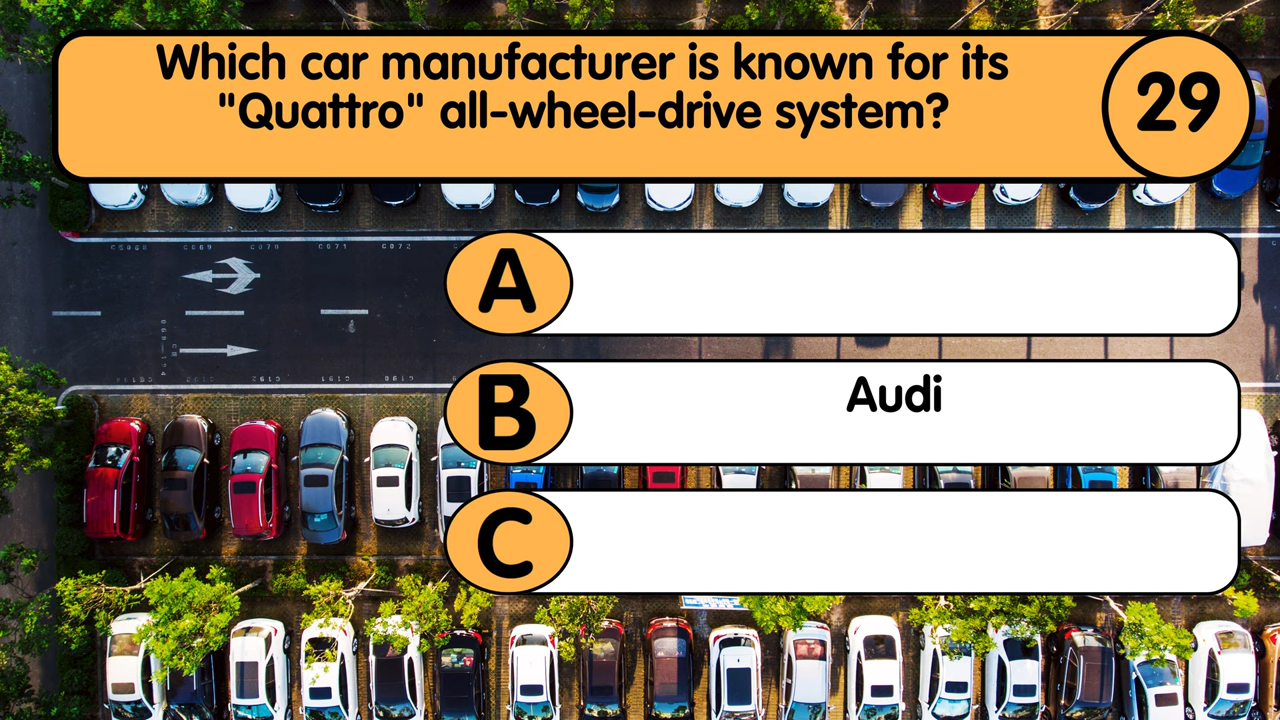 Which car manufacturer is known for its
"Quattro" all-wheel-drive system?
29
A
B
Audi
C